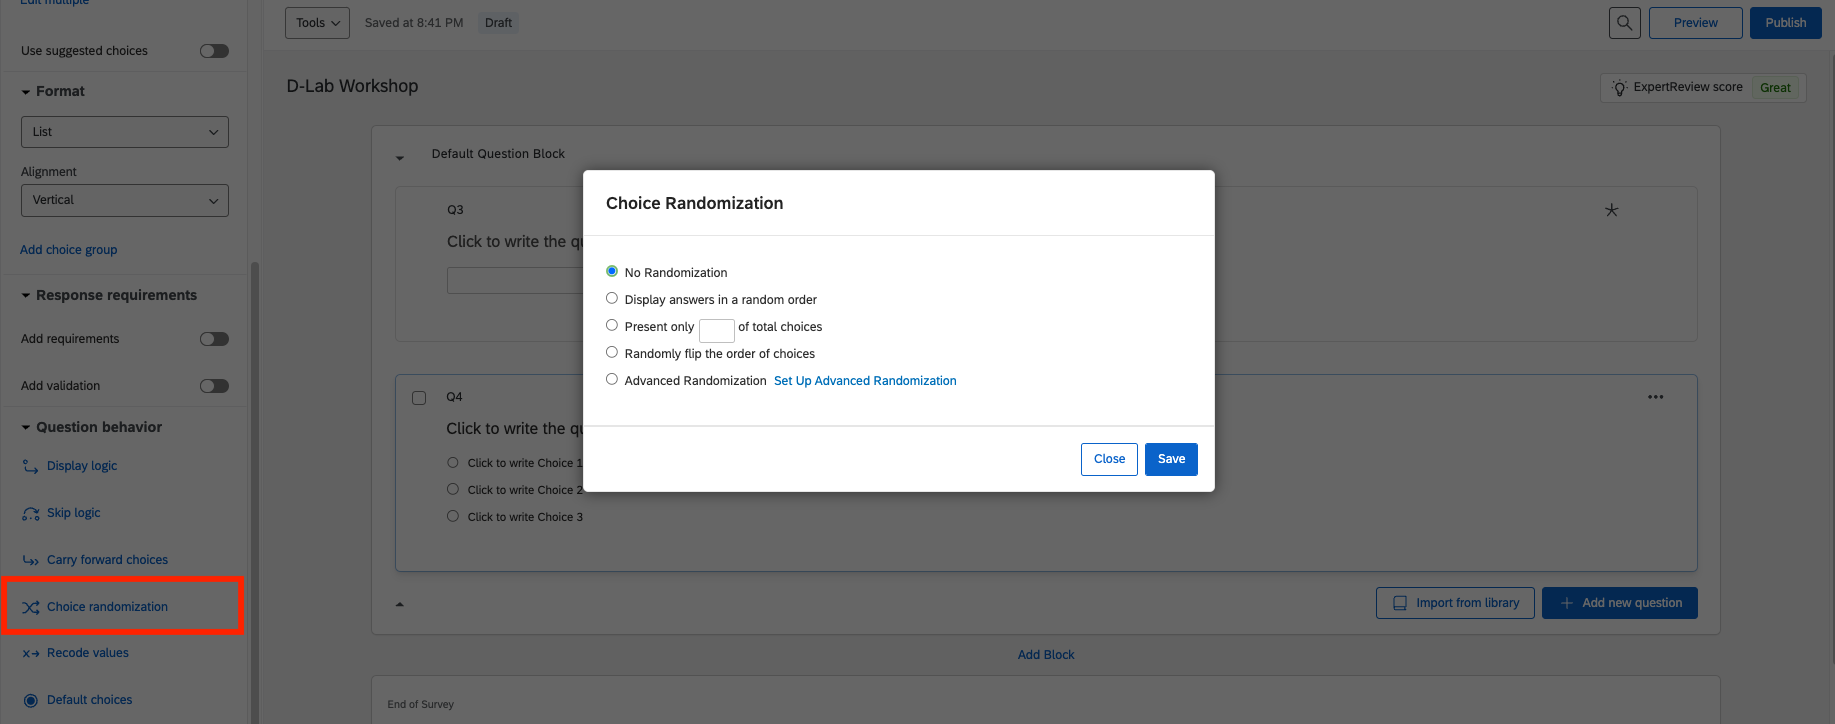 Edit multiple
Use suggested choices
Format
List
Alignment
Vertical
Add choice group
Response requirements
Add requirements
Add validation
Question behavior
Display logic
Skip logic
Carry forward choices
Choice randomization
Recode values
Default choices
Tools
Saved at 8:41 PM
Draft
Preview
Publish
D-Lab Workshop
ExpertReview score
Great
Default Question Block
Q3
Click to write the qu
Q4
Click to write the qu
Click to write Choice 1
Click to write Choice 2
Click to write Choice 3
Choice Randomization
No Randomization
Display answers in a random order
Present only of total choices
Randomly flip the order of choices
Advanced Randomization Set Up Advanced Randomization
Close
Save
Import from library
Add new question
Add Block
End of Survey